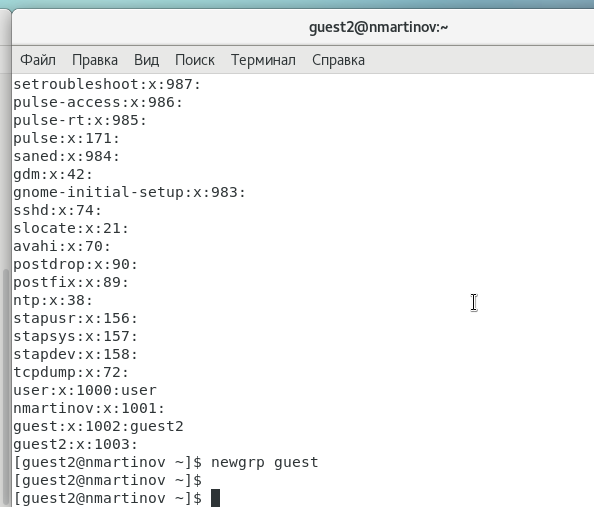 guest2@nmartinov:~
Файл Правка Вид Поиск Терминал Справка
setroubleshoot:x:987:
pulse-access:x:986:
pulse-rt:x:985:
pulse:x:171:
saned:x:984:
gdm:x:42:
gnome-initial-setup:x:983:
sshd:x:74:
slocate:x:21:
avahi:x:70:
postdrop:x:90:
postfix:x:89:
ntp:x:38:
stapusr:x:156:
stapsys:x:157:
stapdev:x:158:
tcpdump:x:72:
user:x:1000:user
nmartinov:x:1001:
guest:x:1002:guest2
guest2:x:1003:
[guest2@nmartinov ~]$ newgrp guest
[guest2@nmartinov ~]$
[guest2@nmartinov ~]$